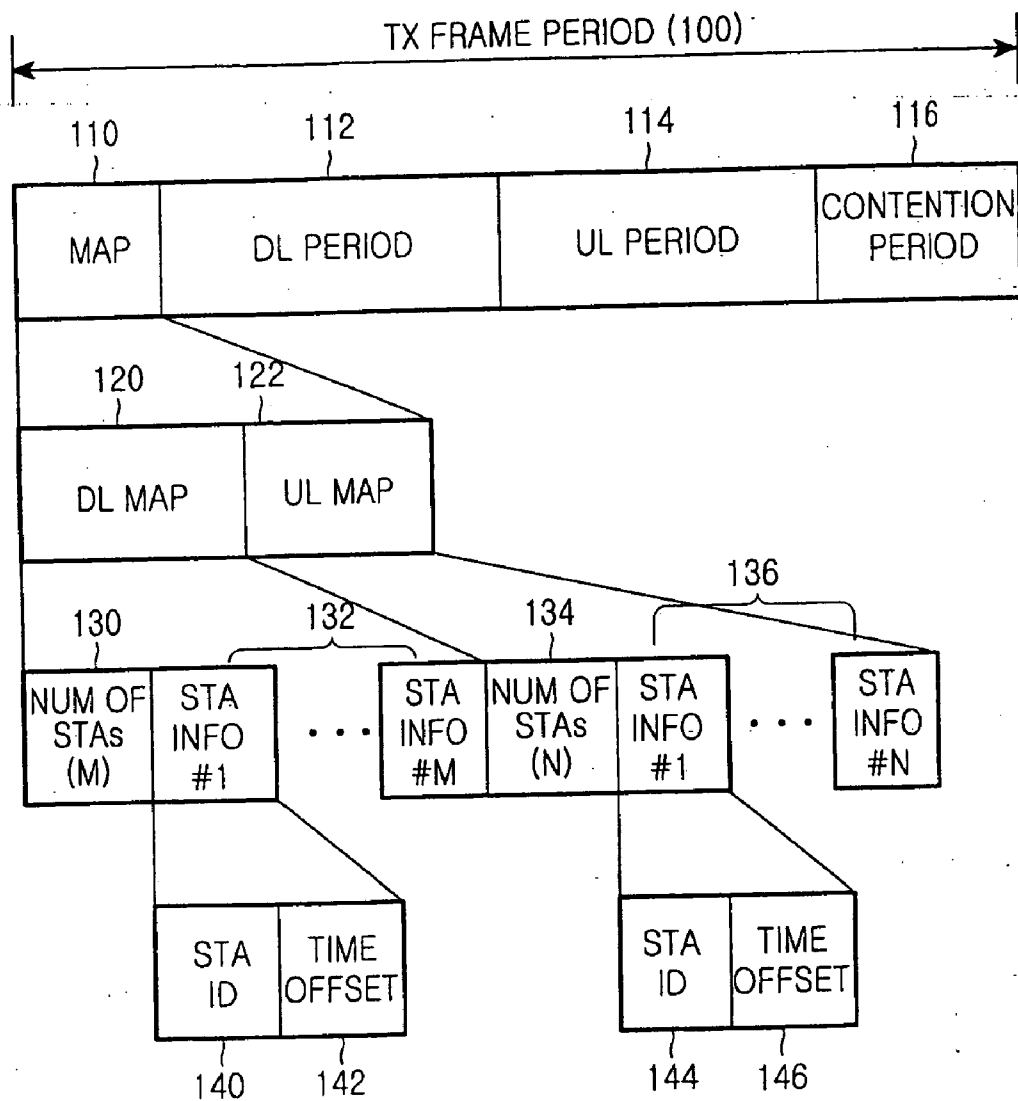 TX FRAME PERIOD (100)
110
112
114
116
MAP
DL PERIOD
UL PERIOD
CONTENTION
PERIOD
120
122
DL MAP
UL MAP
136
130
132
134
NUM OF
STAs
(M)
STA
INFO
#1
...
STA
INFO
#M
NUM OF
STAs
(N)
STA
INFO
#1
...
STA
INFO
#N
STA
ID
TIME
OFFSET
STA
ID
TIME
OFFSET
140
142
144
146